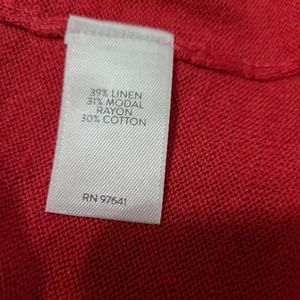 39% LINEN
31% MODAL
RAYON
30% COTTON
RN 97641